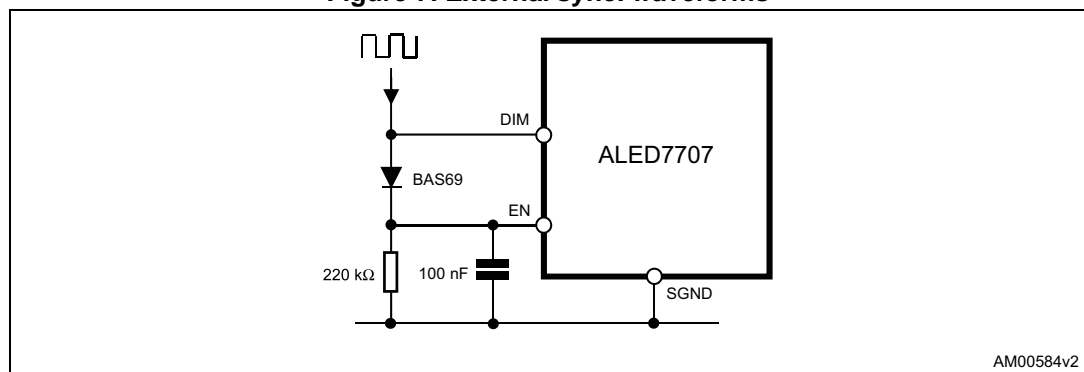 Figure 7. External sync. waveforms
DIM
ALED7707
BAS69
EN
220 kΩ
100 nF
SGND
AM00584v2